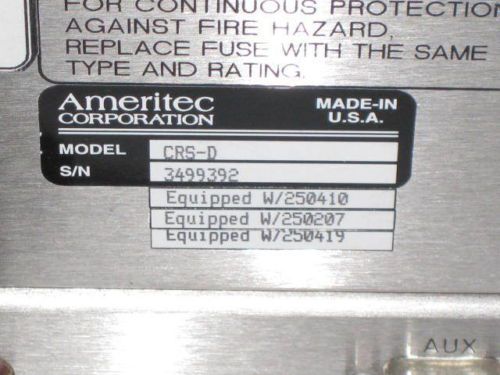 FOR CONTINUOUS PROTECTION
AGAINST FIRE HAZARD,
REPLACE FUSE WITH THE SAME
TYPE AND RATING.
Ameritec
CORPORATION
MADE-IN
U.S.A.
MODEL CRS-D
S/N 3499392
Equipped W/250410
Equipped W/250207
Equipped W/250419
AUX